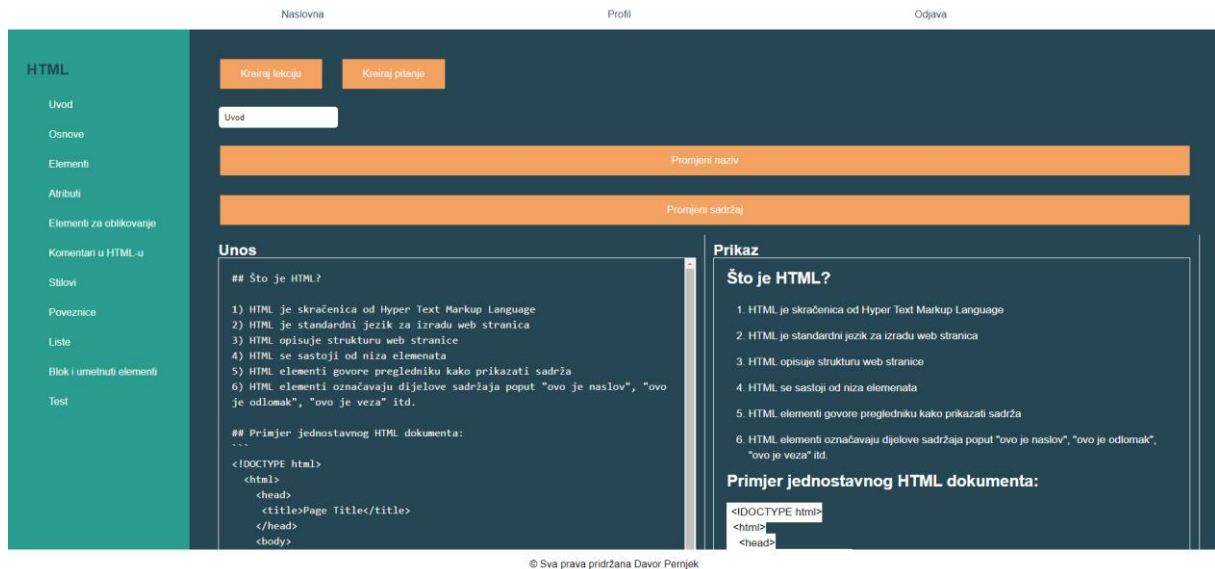 Naslovna Profil Odjava
HTML
Uvod
Osnove
Elementi
Atributi
Elementi za oblikovanje
Komentari u HTML-u
Stilovi
Poveznice
Liste
Blok i umetnuti elementi
Test
Kreiraj lekciju Kreiraj pitanje
Uvod
Promjeni naziv
Promjeni sadržaj
Unos
## Što je HTML?
1) HTML je skračenica od Hyper Text Markup Language
2) HTML je standardni jezik za izradu web stranica
3) HTML opisuje strukturu web stranice
4) HTML se sastoji od niza elemenata
5) HTML elementi govore pregledniku kako prikazati sadrža
6) HTML elementi označavaju dijelove sadržaja poput "ovo je naslov", "ovo
je odlomak", "ovo je veza" itd.
## Primjer jednostavnog HTML dokumenta:
```
<!DOCTYPE html>
<html>
<head>
<title>Page Title</title>
</head>
<body>
Prikaz
Što je HTML?
1. HTML je skračenica od Hyper Text Markup Language
2. HTML je standardni jezik za izradu web stranica
3. HTML opisuje strukturu web stranice
4. HTML se sastoji od niza elemenata
5. HTML elementi govore pregledniku kako prikazati sadrža
6. HTML elementi označavaju dijelove sadržaja poput "ovo je naslov", "ovo je odlomak",
"ovo je veza" itd.
Primjer jednostavnog HTML dokumenta:
<!DOCTYPE html>
<html>
<head>
© Sva prava pridržana Davor Pernjek